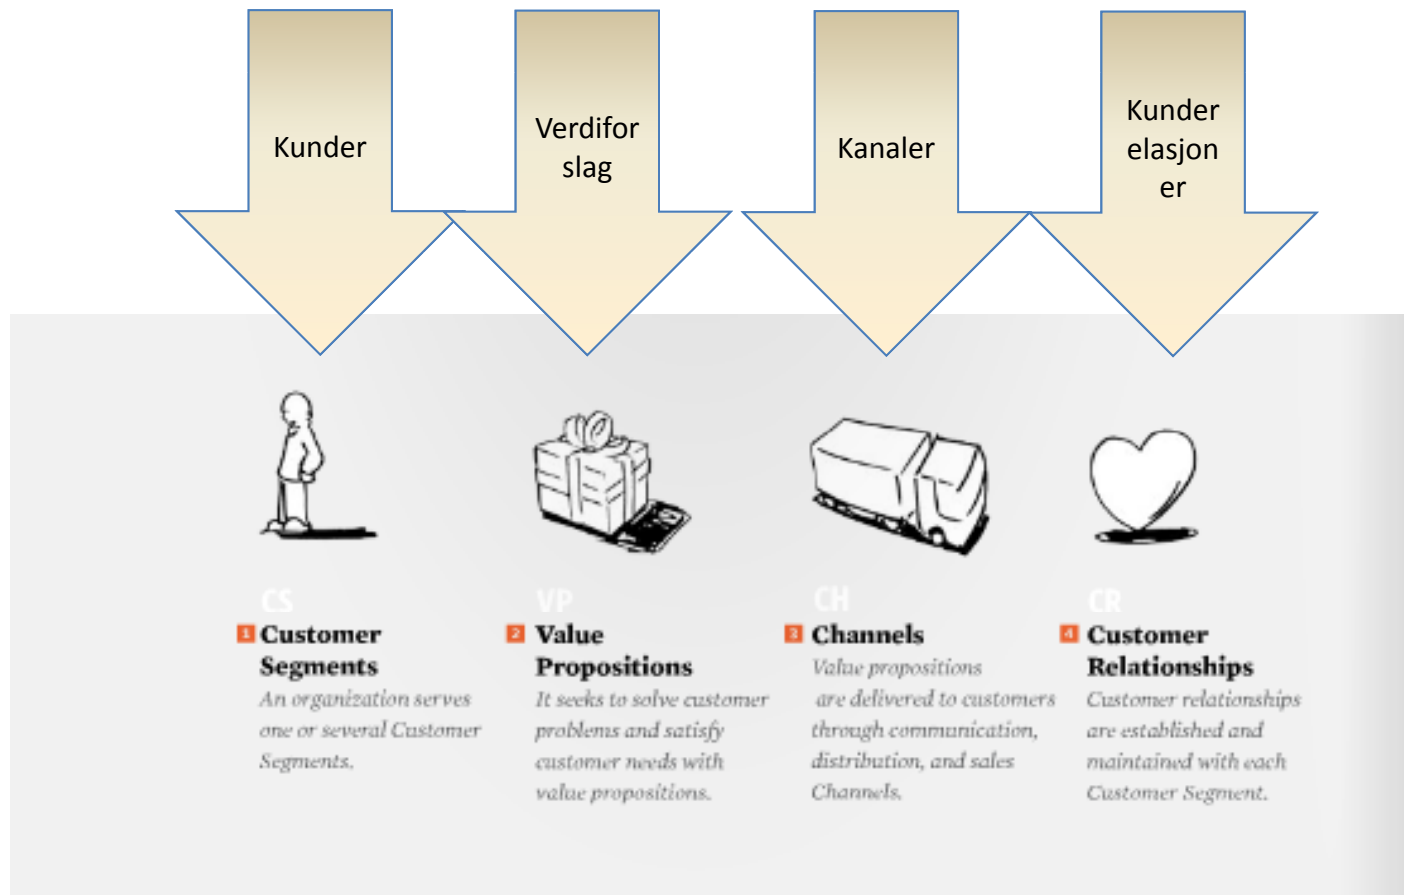 Kunder
Verdifor
slag
Kanaler
Kunder
elasjon
er
CS
1 Customer
Segments
An organization serves
one or several Customer
Segments.
VP
2 Value
Propositions
It seeks to solve customer
problems and satisfy
customer needs with
value propositions.
CH
3 Channels
Value propositions
are delivered to customers
through communication,
distribution, and sales
Channels.
CR
4 Customer
Relationships
Customer relationships
are established and
maintained with each
Customer Segment.